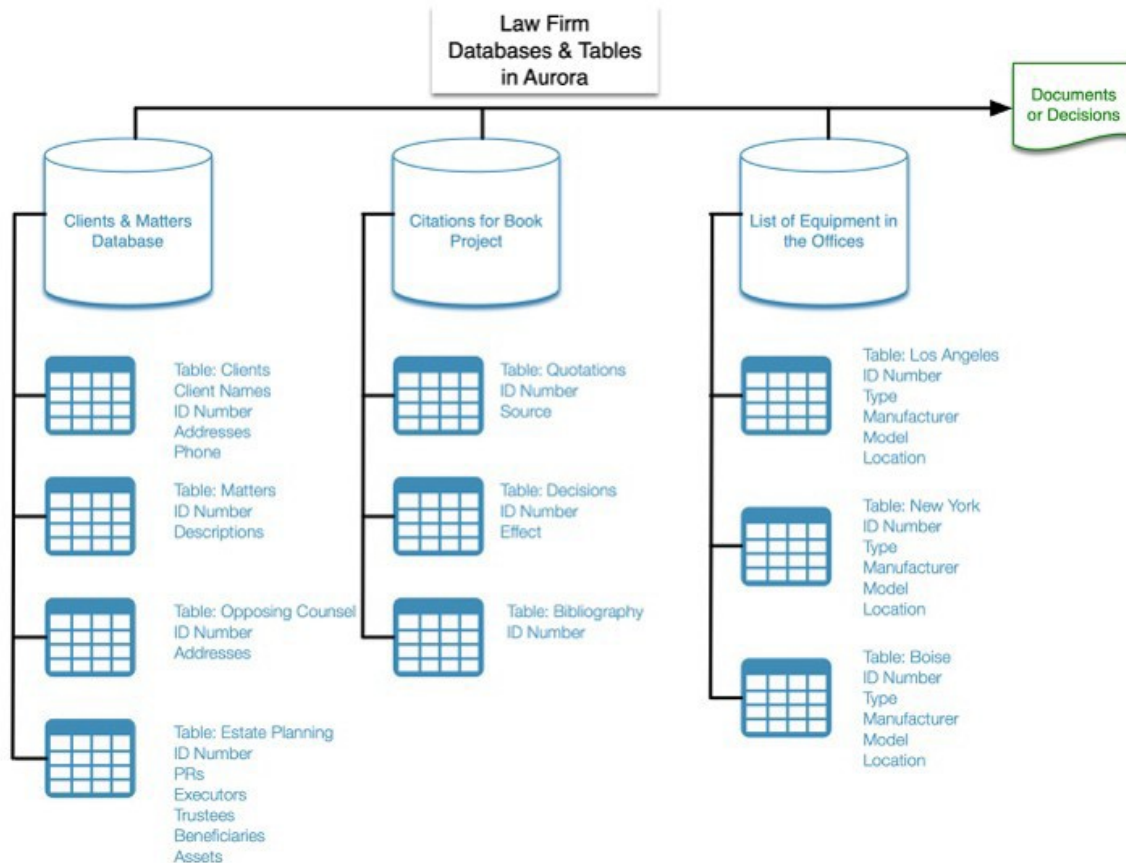 Law Firm
Databases & Tables
in Aurora
Documents
or Decisions
Clients & Matters
Database
Citations for Book
Project
List of Equipment in
the Offices
Table: Clients
Client Names
ID Number
Addresses
Phone
Table: Matters
ID Number
Descriptions
Table: Opposing Counsel
ID Number
Addresses
Table: Estate Planning
ID Number
PRs
Executors
Trustees
Beneficiaries
Assets
Table: Quotations
ID Number
Source
Table: Decisions
ID Number
Effect
Table: Bibliography
ID Number
Table: Los Angeles
ID Number
Type
Manufacturer
Model
Location
Table: New York
ID Number
Type
Manufacturer
Model
Location
Table: Boise
ID Number
Type
Manufacturer
Model
Location